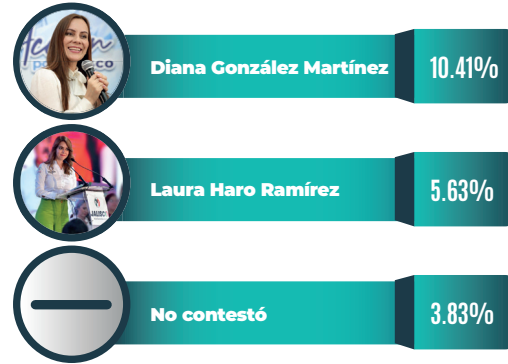 Diana González Martínez 10.41%
Laura Haro Ramírez 5.63%
No contestó 3.83%